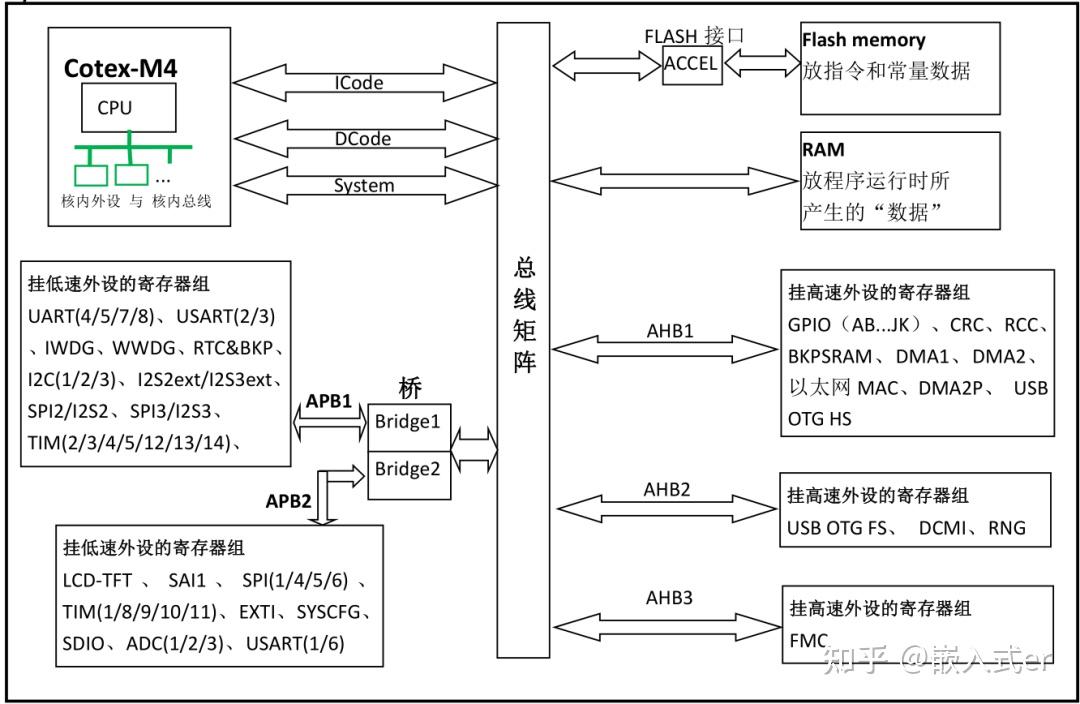 Cotex-M4
CPU
...
核内外设 与 核内总线
ICode
DCode
System
总线矩阵
FLASH 接口
ACCEL
Flash memory
放指令和常量数据
RAM
放程序运行时所
产生的“数据”
挂低速外设的寄存器组
UART(4/5/7/8)、USART(2/3)
、IWDG、WWDG、RTC&BKP、
I2C(1/2/3)、I2S2ext/I2S3ext、
SPI2/I2S2、SPI3/I2S3、
TIM(2/3/4/5/12/13/14)、
APB1
桥
Bridge1
Bridge2
APB2
挂低速外设的寄存器组
LCD-TFT 、 SAI1 、 SPI(1/4/5/6) 、
TIM(1/8/9/10/11)、EXTI、SYSCFG、
SDIO、ADC(1/2/3)、USART(1/6)
AHB1
挂高速外设的寄存器组
GPIO（AB...JK）、CRC、RCC、
BKPSRAM、DMA1、DMA2、
以太网 MAC、DMA2P、 USB
OTG HS
AHB2
挂高速外设的寄存器组
USB OTG FS、 DCMI、RNG
AHB3
挂高速外设的寄存器组
FMC
知乎 @嵌入式er